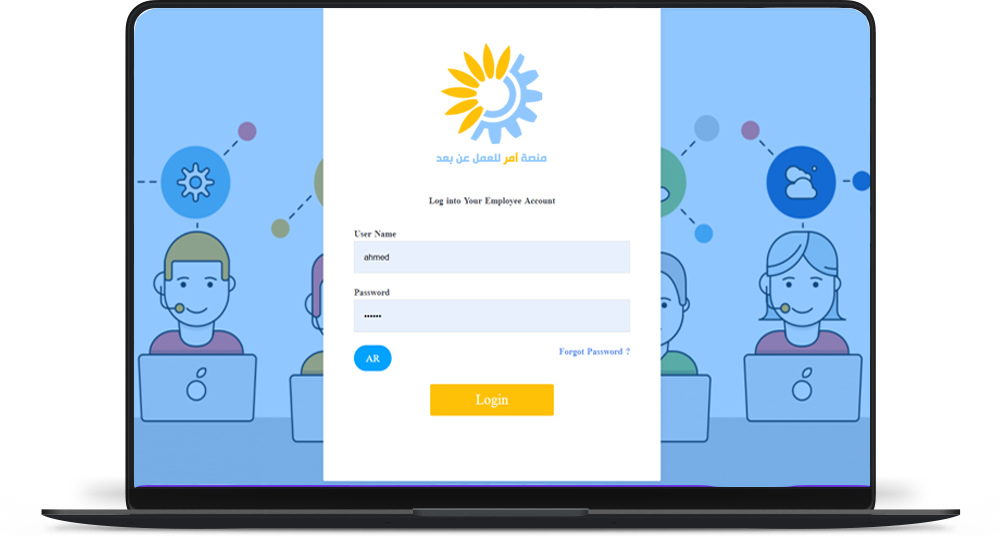 منصة أمر للعمل عن بعد
Log into Your Employee Account
User Name
ahmed
Password
••••••
AR
Forgot Password ?
Login